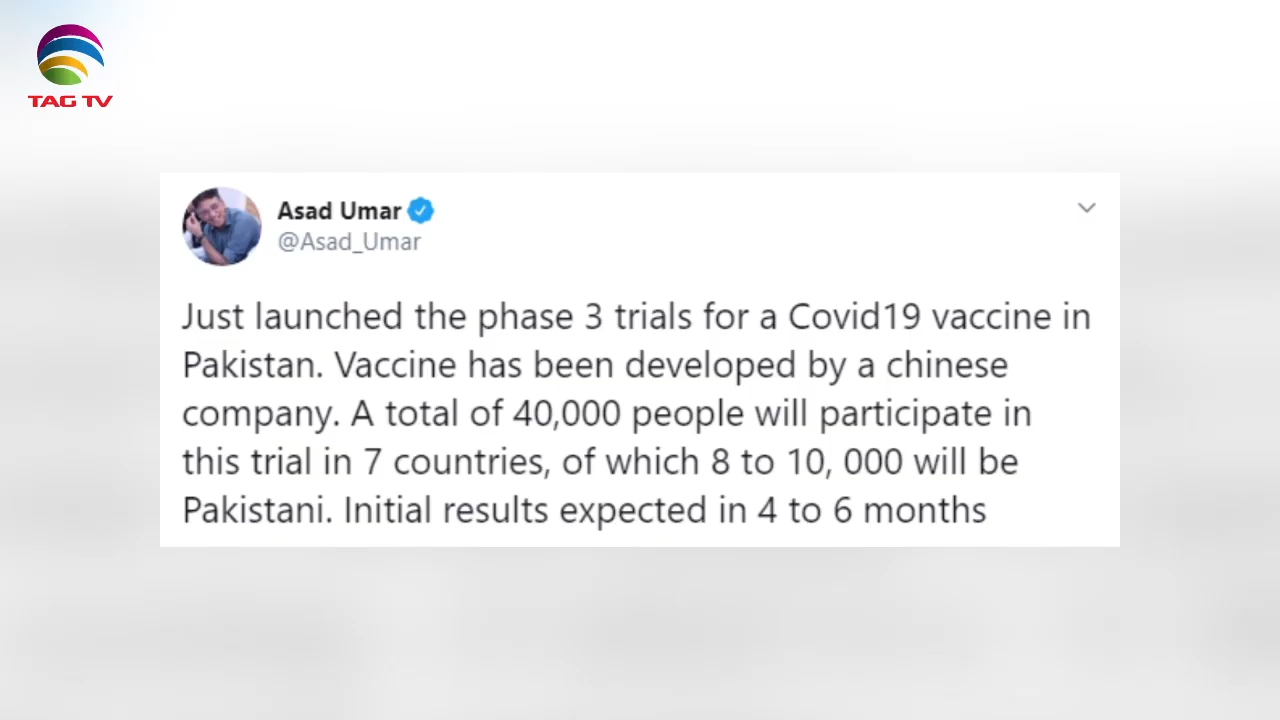 TAG TV
Asad Umar
@Asad_Umar
Just launched the phase 3 trials for a Covid19 vaccine in
Pakistan. Vaccine has been developed by a chinese
company. A total of 40,000 people will participate in
this trial in 7 countries, of which 8 to 10, 000 will be
Pakistani. Initial results expected in 4 to 6 months